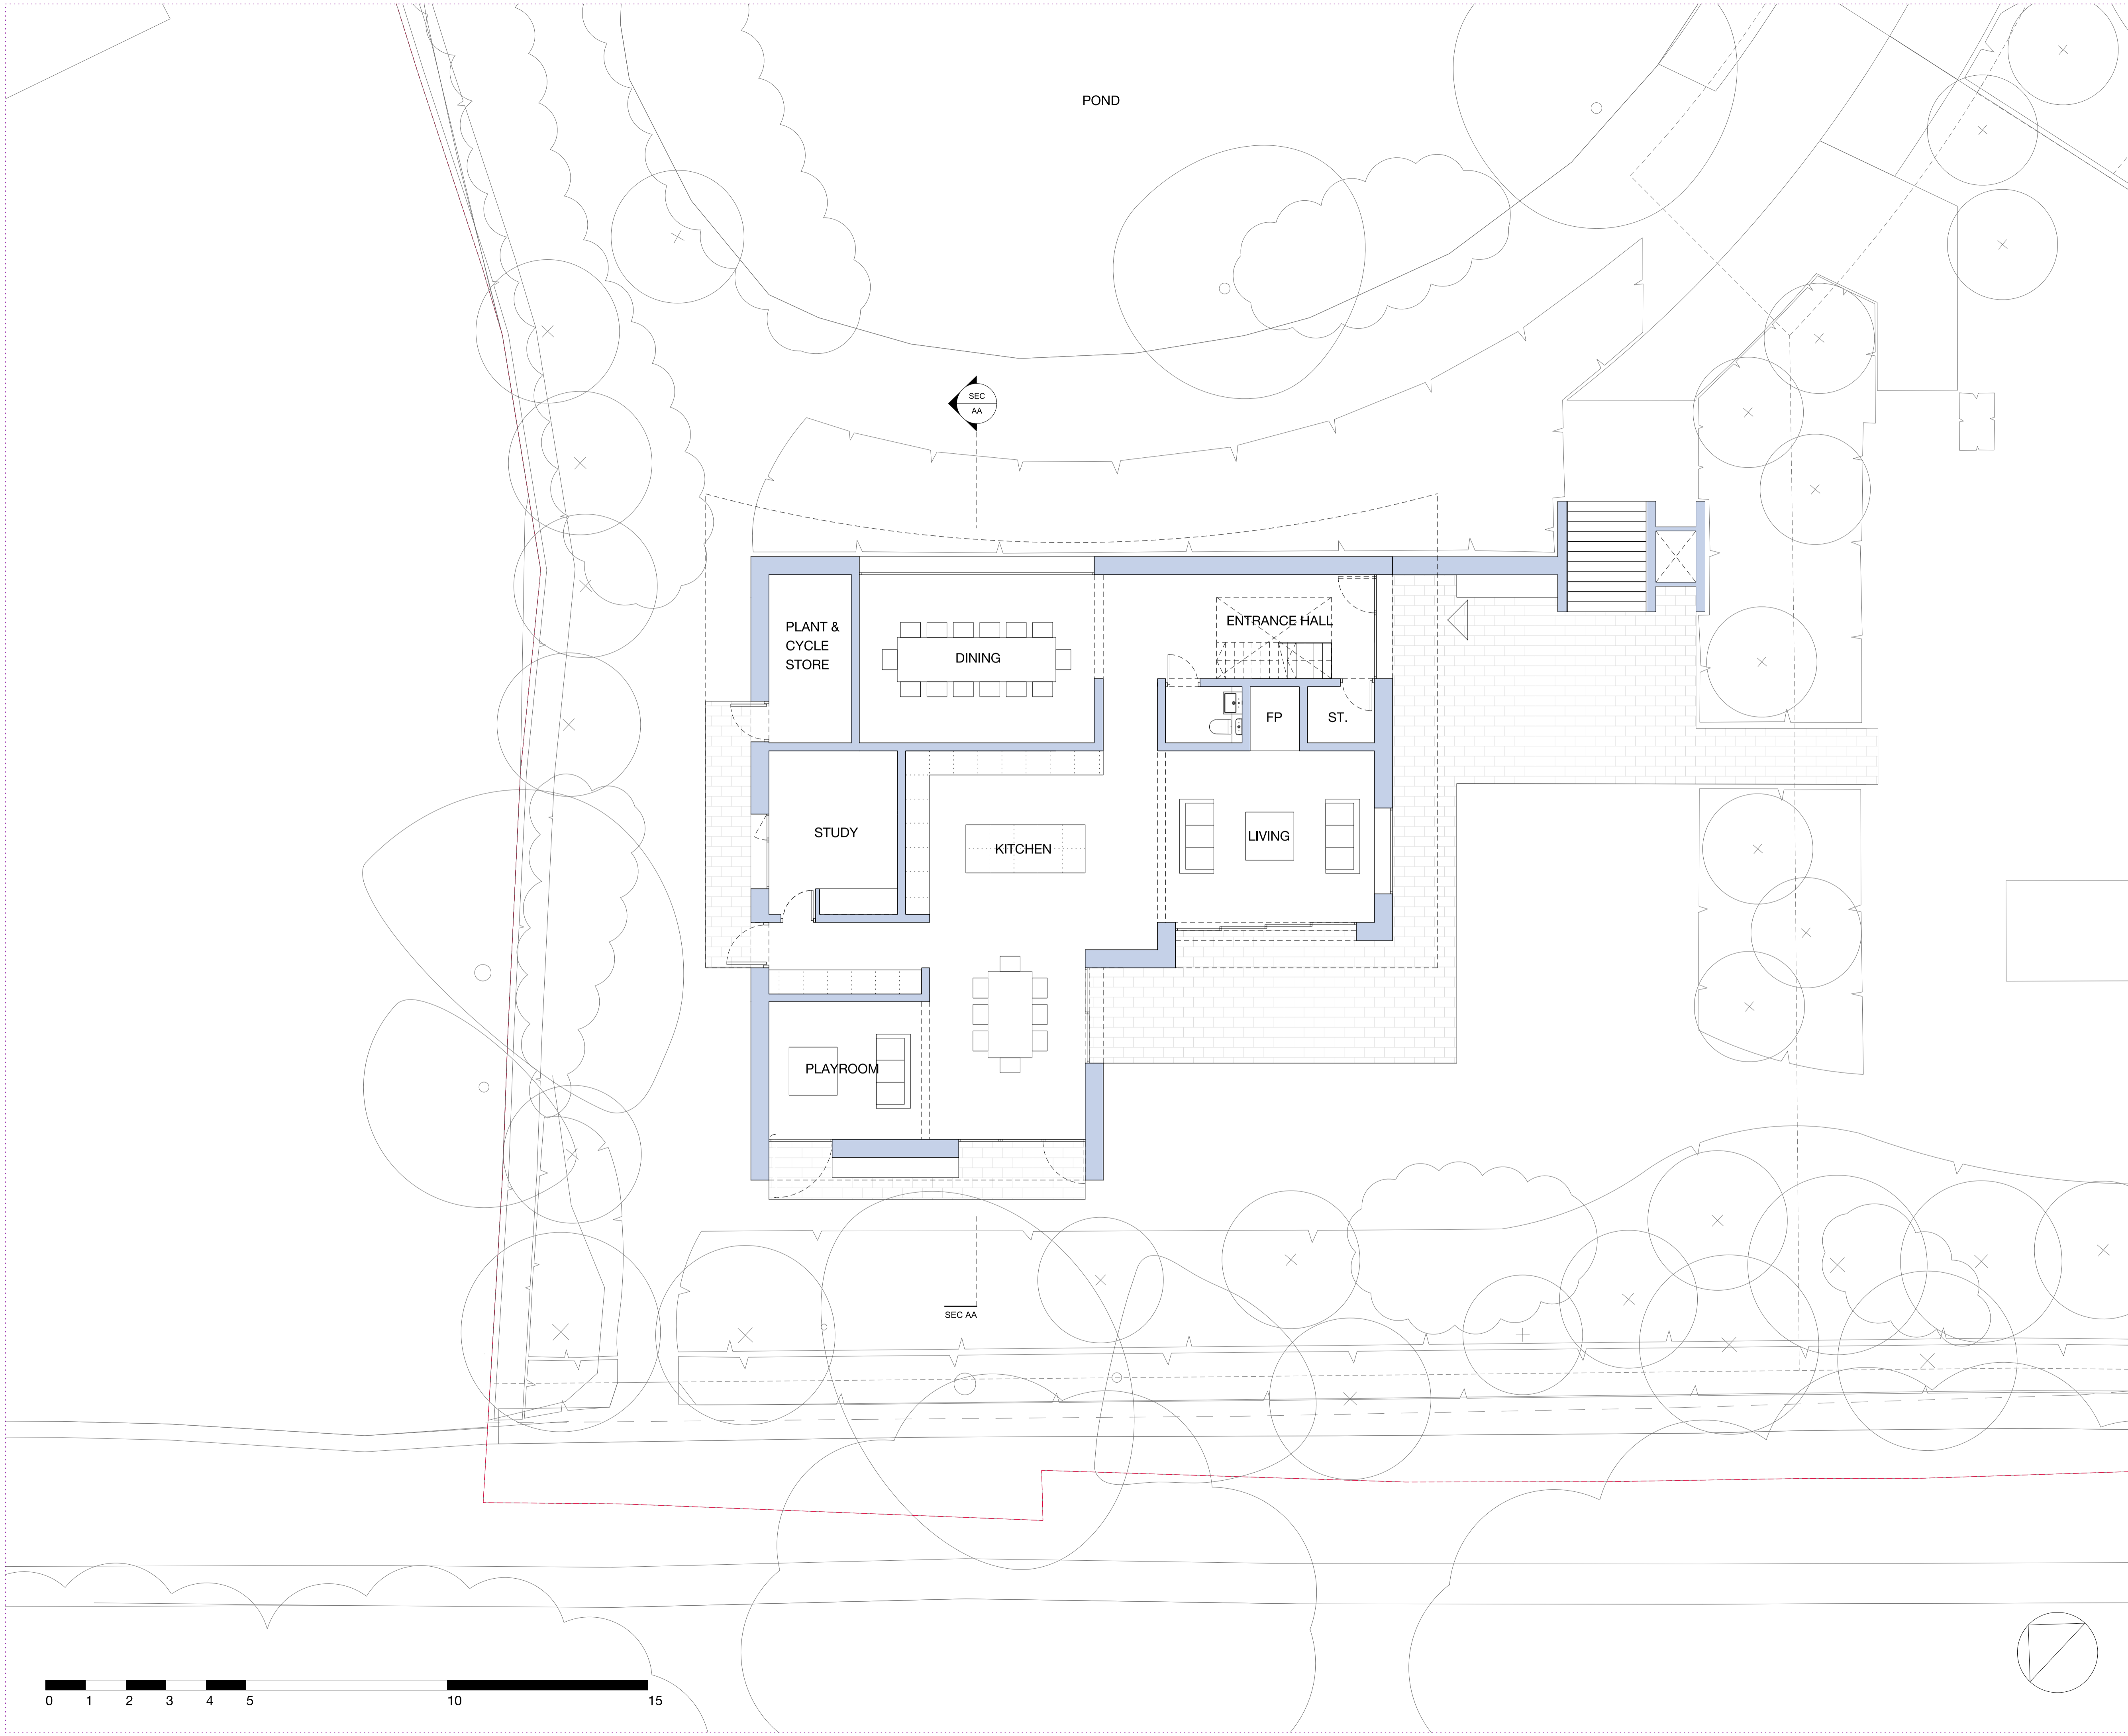 POND
SEC
AA
ENTRANCE HALL
PLANT &
CYCLE
STORE
DINING
FP
ST.
STUDY
LIVING
KITCHEN
PLAYROOM
SEC AA
0 1 2 3 4 5 10 15